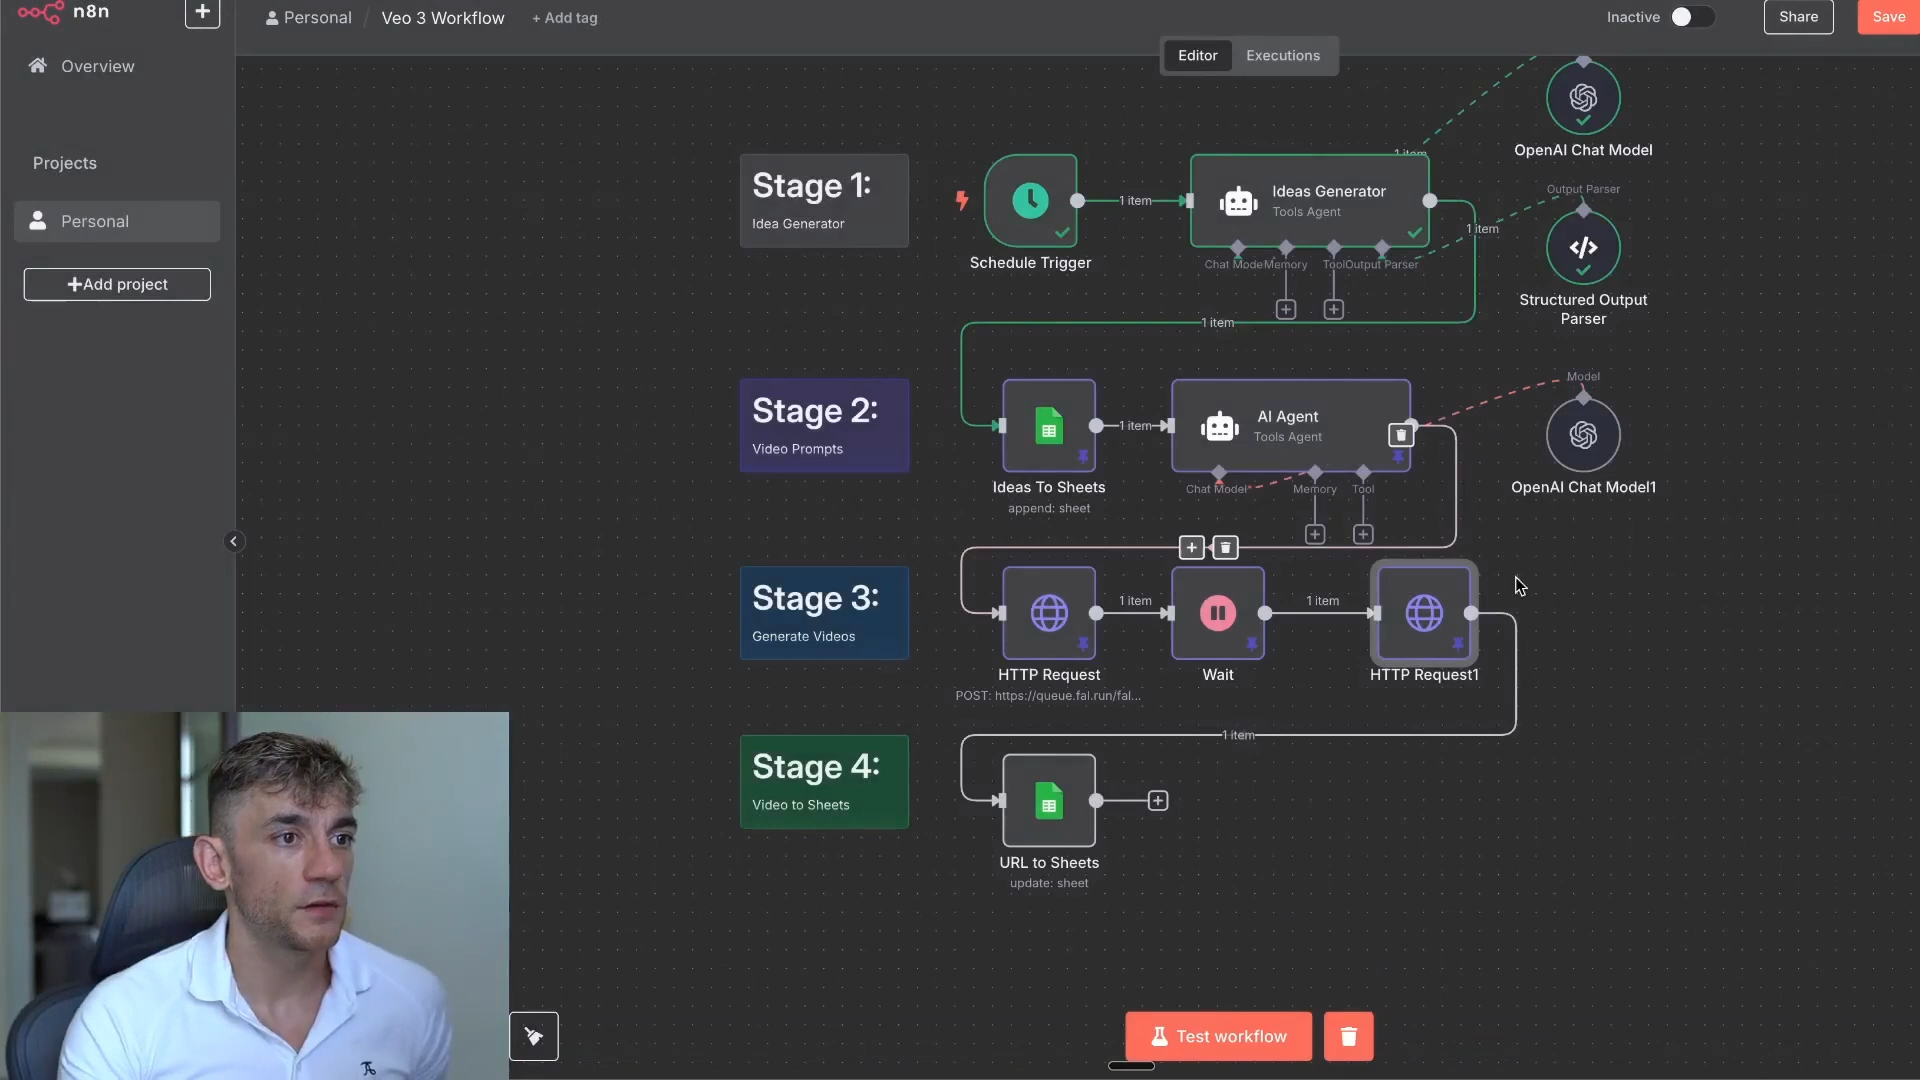 n8n
+
Personal / Veo 3 Workflow + Add tag
Inactive
Share
Save
Editor Executions
Overview
Projects
Personal
+Add project
OpenAI Chat Model
Stage 1:
Idea Generator
Schedule Trigger
1 item
Ideas Generator
Tools Agent
1 item
Chat Mode
Memory
Tool
Output Parser
1 item
Output Parser
Structured Output
Parser
1 item
Stage 2:
Video Prompts
Ideas To Sheets
append: sheet
1 item
AI Agent
Tools Agent
Chat Model*
Memory
Tool
Model
OpenAI Chat Model1
Stage 3:
Generate Videos
HTTP Request
POST: https://queue.fal.run/fal...
1 item
Wait
1 item
HTTP Request1
1 item
Stage 4:
Video to Sheets
URL to Sheets
update: sheet
Test workflow